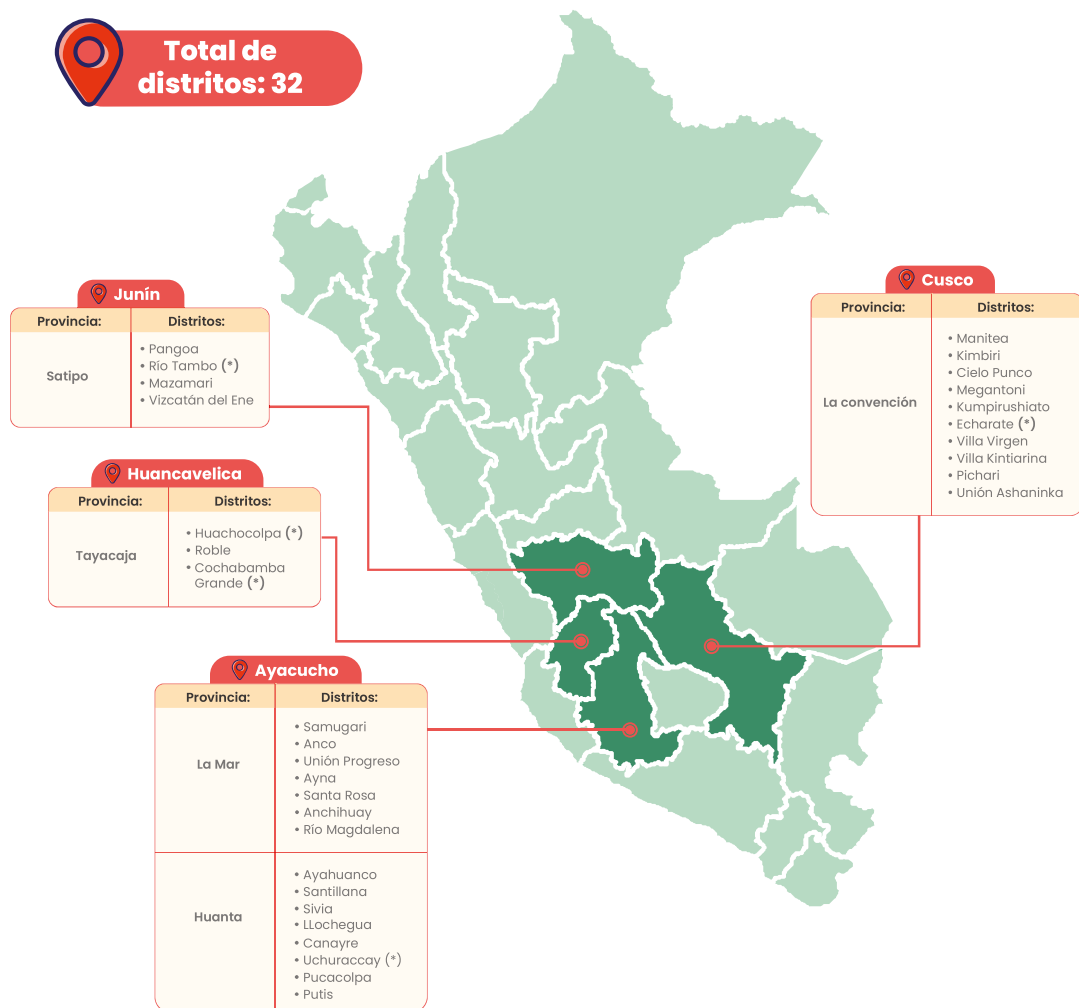 Total de
distritos: 32
Junín
Provincia: Distritos:
Satipo
• Pangoa
• Río Tambo (*)
• Mazamari
• Vizcatán del Ene
Huancavelica
Provincia: Distritos:
Tayacaja
• Huachocolpa (*)
• Roble
• Cochabamba
Grande (*)
Ayacucho
Provincia: Distritos:
La Mar
• Samugari
• Anco
• Unión Progreso
• Ayna
• Santa Rosa
• Anchihuay
• Río Magdalena
Huanta
• Ayahuanco
• Santillana
• Sivia
• LLochegua
• Canayre
• Uchuraccay (*)
• Pucacolpa
• Putis
Cusco
Provincia: Distritos:
La convención
• Manitea
• Kimbiri
• Cielo Punco
• Megantoni
• Kumpirushiato
• Echarate (*)
• Villa Virgen
• Villa Kintiarina
• Pichari
• Unión Ashaninka